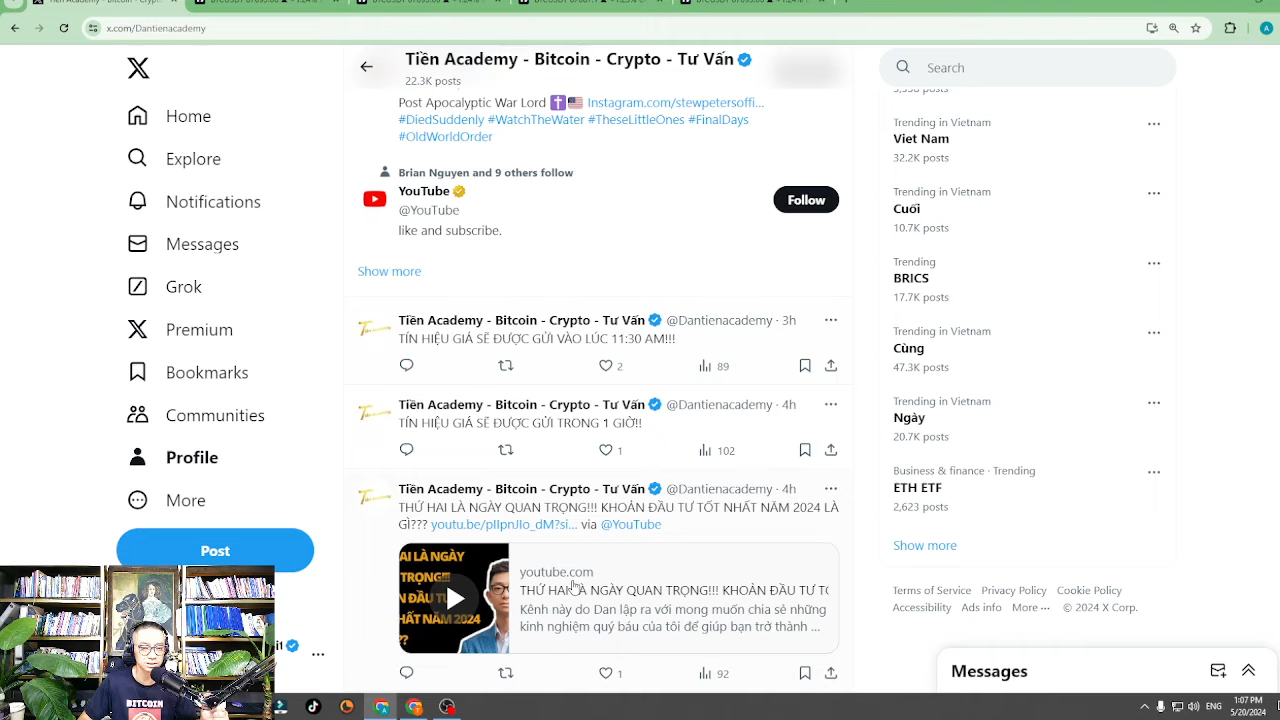 x.com/Dantienacademy
Home
Explore
Notifications
Messages
Grok
Premium
Bookmarks
Communities
Profile
More
Post
Tiền Academy - Bitcoin - Crypto - Tư Vấn
22.3K posts
Post Apocalyptic War Lord ✝️🇺🇸 Instagram.com/stewpetersoffi...
#DiedSuddenly #WatchTheWater #TheseLittleOnes #FinalDays
#OldWorldOrder
Brian Nguyen and 9 others follow
YouTube
@YouTube
Follow
like and subscribe.
Show more
Tiền Academy - Bitcoin - Crypto - Tư Vấn @Dantienacademy · 3h
TÍN HIỆU GIÁ SẼ ĐƯỢC GỬI VÀO LÚC 11:30 AM!!!
2 89
Tiền Academy - Bitcoin - Crypto - Tư Vấn @Dantienacademy · 4h
TÍN HIỆU GIÁ SẼ ĐƯỢC GỬI TRONG 1 GIỜ!!
1 102
Tiền Academy - Bitcoin - Crypto - Tư Vấn @Dantienacademy · 4h
THỨ HAI LÀ NGÀY QUAN TRỌNG!!! KHOẢN ĐẦU TƯ TỐT NHẤT NĂM 2024 LÀ
GÌ??? youtu.be/pIIpnJIo_dM?si... via @YouTube
AI LÀ NGÀY
TRỌNG!!!
N ĐẦU
HẤT NĂM 2024
??
youtube.com
THỨ HAI LÀ NGÀY QUAN TRỌNG!!! KHOẢN ĐẦU TƯ TỐ
Kênh này do Dan lập ra với mong muốn chia sẻ những
kinh nghiệm quý báu của tôi để giúp bạn trở thành ...
1 92
Search
Trending in Vietnam
Viet Nam
32.2K posts
Trending in Vietnam
Cuối
10.7K posts
Trending
BRICS
17.7K posts
Trending in Vietnam
Cùng
47.3K posts
Trending in Vietnam
Ngày
20.7K posts
Business & finance · Trending
ETH ETF
2,623 posts
Show more
Terms of Service Privacy Policy Cookie Policy
Accessibility Ads info More ··· © 2024 X Corp.
Messages
ENG
1:07 PM
5/20/2024